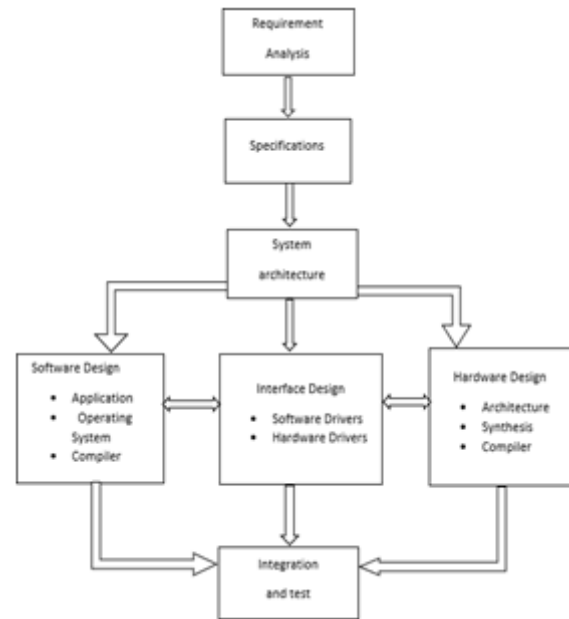 Requirement
Analysis
Specifications
System
architecture
Software Design
• Application
• Operating
System
• Compiler
Interface Design
• Software Drivers
• Hardware Drivers
Hardware Design
• Architecture
• Synthesis
• Compiler
Integration
and test